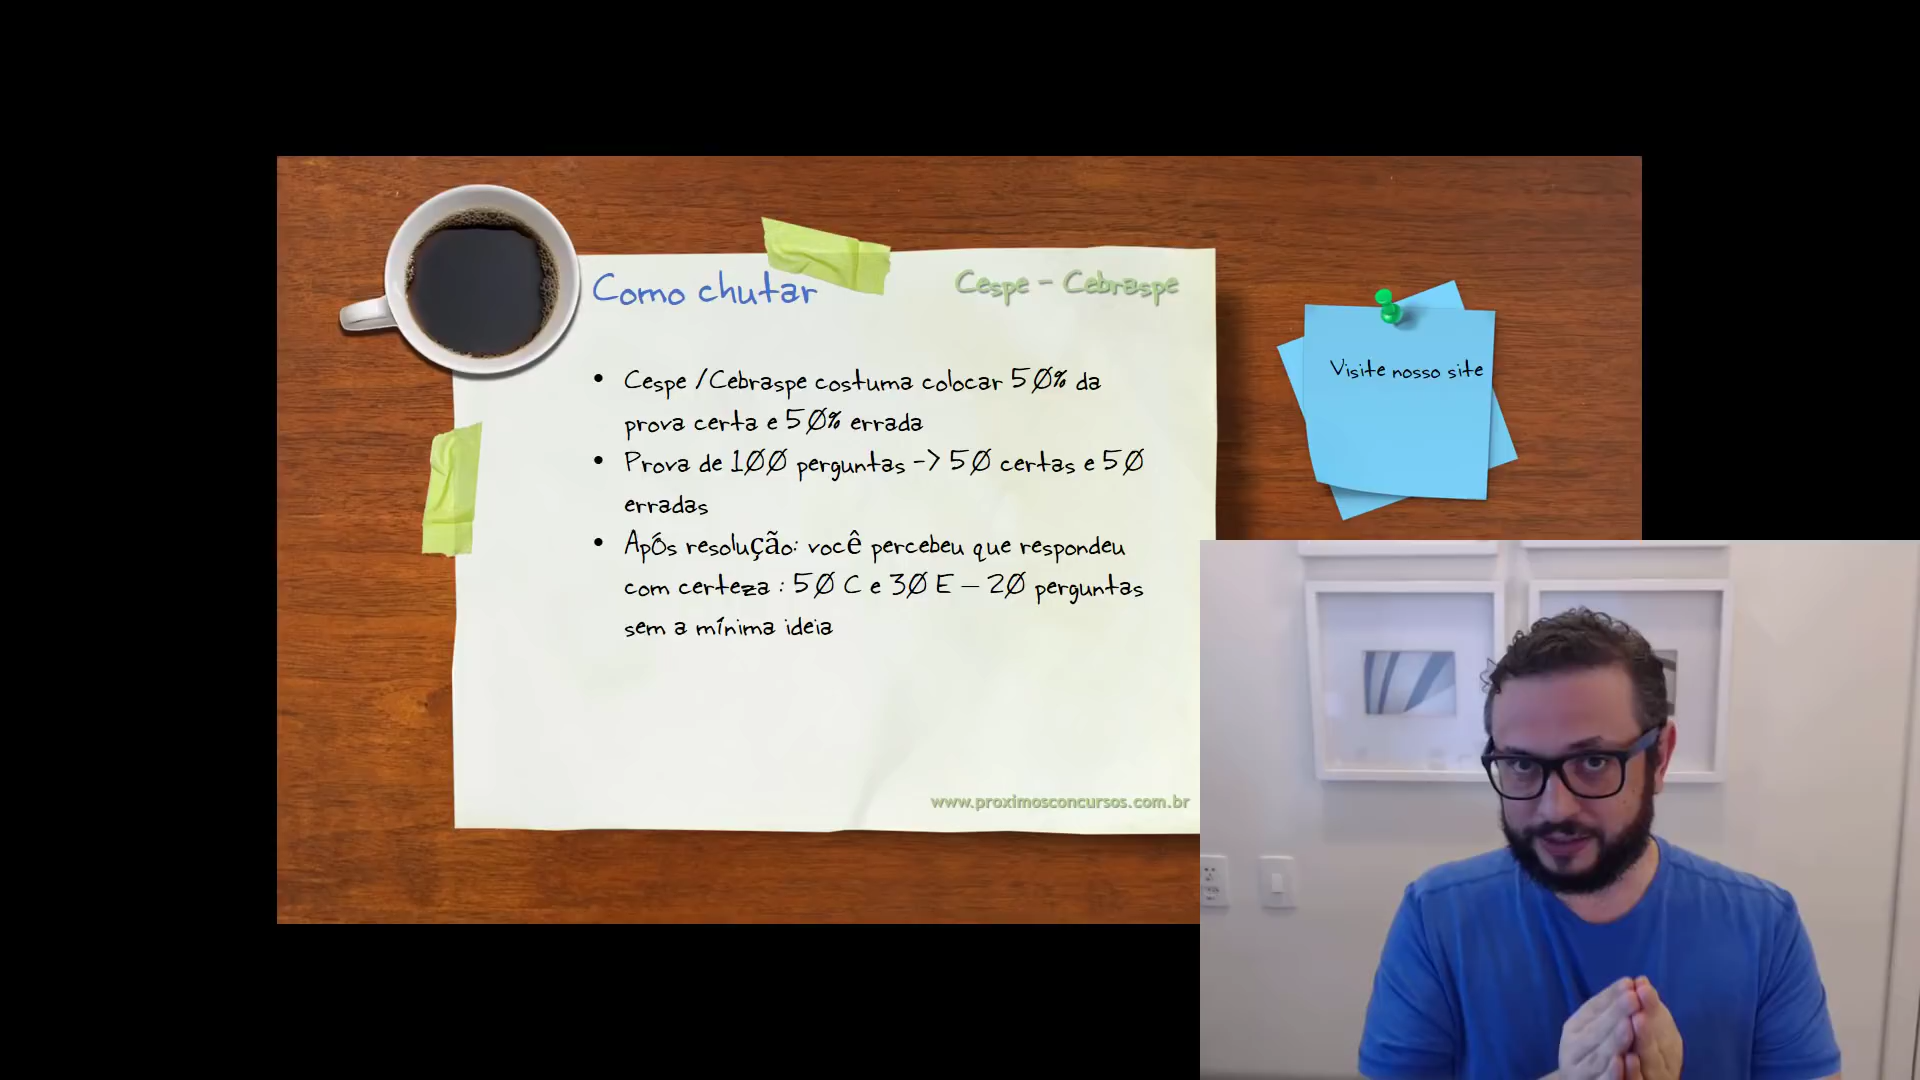 Como chutar
Cespe - Cebraspe
• Cespe /Cebraspe costuma colocar 50% da
prova certa e 50% errada
• Prova de 100 perguntas -> 50 certas e 50
erradas
• Após resolução: você percebeu que respondeu
com certeza : 50 C e 30 E – 20 perguntas
sem a mínima ideia
Visite nosso site
www.proximosconcursos.com.br